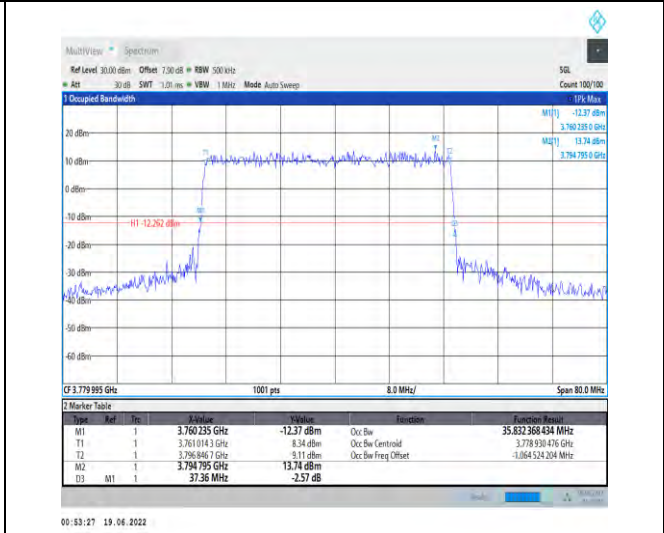 MultiView Spectrum
Ref Level 30.00 dBm Offset 7.50 dB RBW 500 kHz SGL
Att 30 dB SWT 1.01 ms VBW 1 MHz Mode Auto Sweep Count 100/100
1 Occupied Bandwidth 1Pk Max
M1(1) -12.37 dBm
3.760 235 0 GHz
M2(1) 13.74 dBm
3.794 795 0 GHz
20 dBm
M2
10 dBm
0 dBm
-10 dBm
M1
H1 -12.262 dBm
-20 dBm
-30 dBm
-40 dBm
-50 dBm
-60 dBm
CF 3.779 995 GHz 1001 pts 8.0 MHz/ Span 80.0 MHz
2 Marker Table
Type Ref Trc X-Value Y-Value Function Function Result
M1 1 3.760 235 GHz -12.37 dBm Occ Bw 35.832 368 434 MHz
T1 1 3.761 014 3 GHz 8.34 dBm Occ Bw Centroid 3.778 930 476 GHz
T2 1 3.796 846 7 GHz 9.11 dBm Occ Bw Freq Offset -1.064 524 204 MHz
M2 1 3.794 795 GHz 13.74 dBm
D3 M1 1 37.36 MHz -2.57 dB
00:53:27 19.06.2022